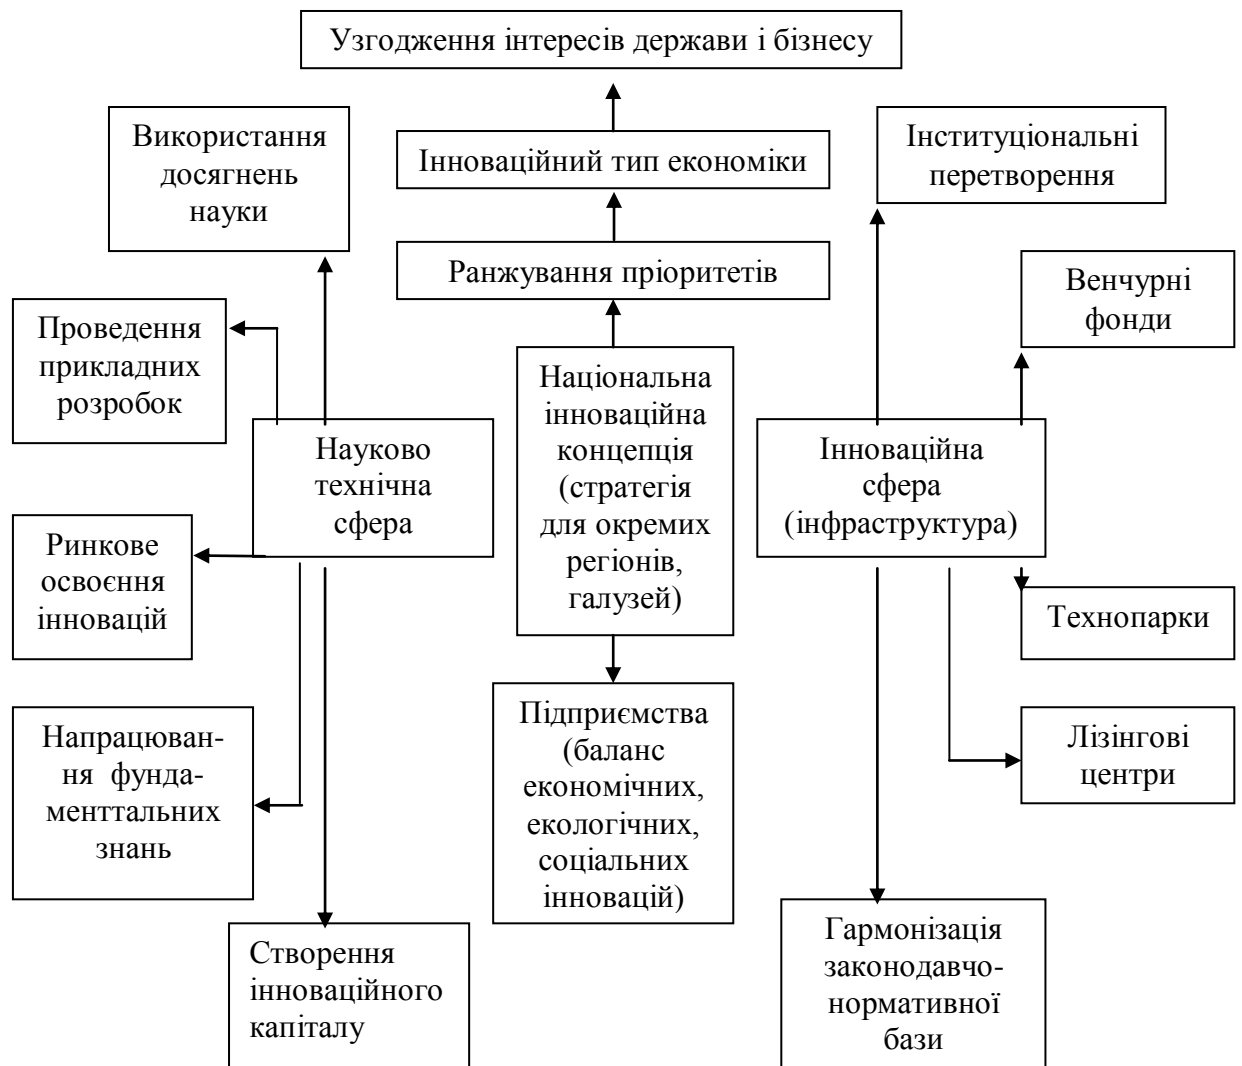 Узгодження інтересів держави і бізнесу
Використання
досягнень
науки
Інноваційний тип економіки
Інституціональні
перетворення
Ранжування пріоритетів
Венчурні
фонди
Проведення
прикладних
розробок
Національна
інноваційна
концепція
(стратегія
для окремих
регіонів,
галузей)
Науково
технічна
сфера
Інноваційна
сфера
(інфраструктура)
Ринкове
освоєння
інновацій
Технопарки
Напрацюван-
ня фунда-
менттальних
знань
Підприємства
(баланс
економічних,
екологічних,
соціальних
інновацій)
Лізінгові
центри
Створення
інноваційного
капіталу
Гармонізація
законодавчо-
нормативної
бази